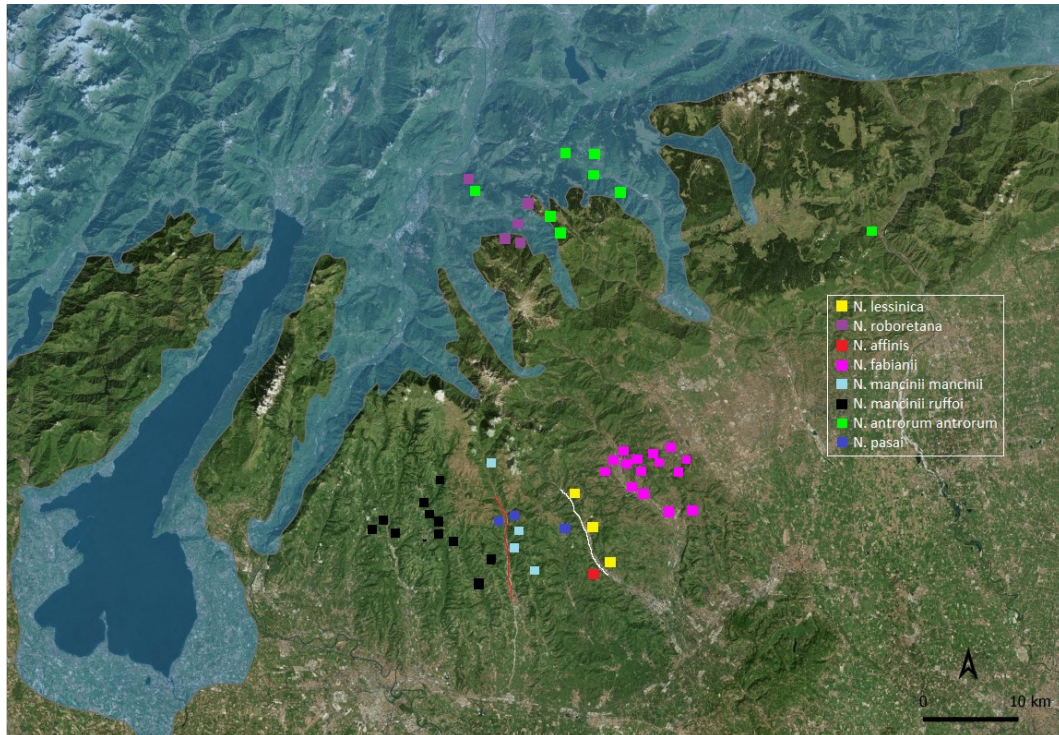 N. lessinica
N. roboretana
N. affinis
N. fabianii
N. mancinii mancinii
N. mancinii ruffoi
N. antrorum antrorum
N. pasai
0 10 km